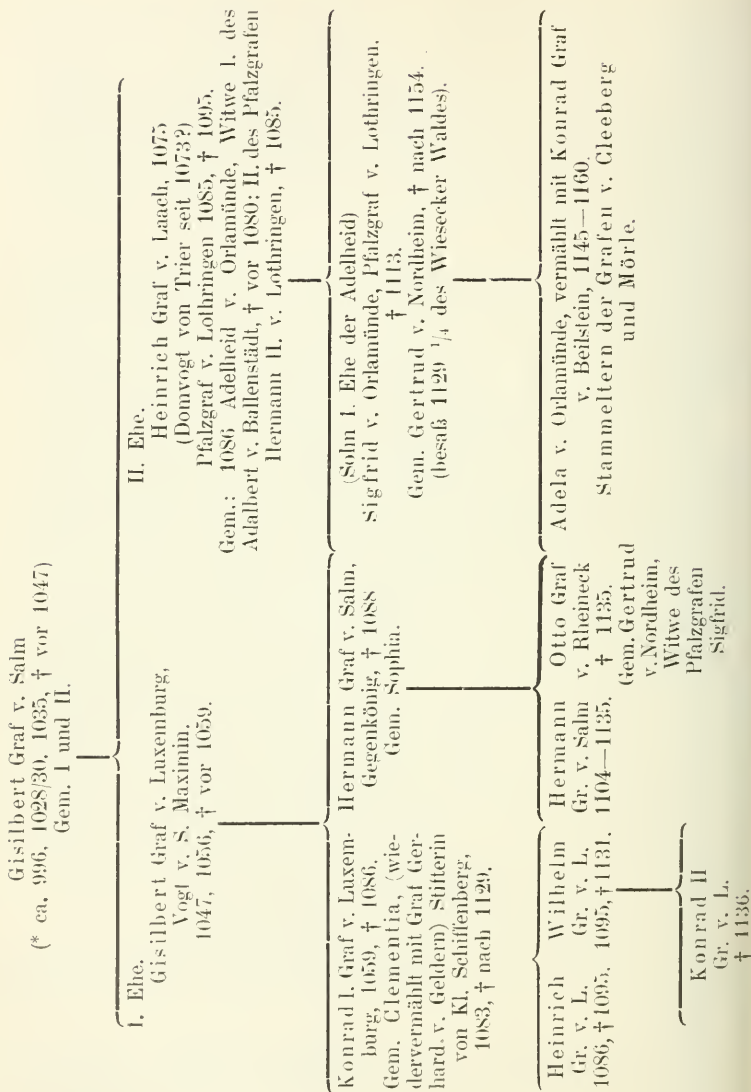 Gisilbert Graf v. Salm
(* ca. 996, 1028/30, 1035, † vor 1047)
Gem. I und II.
I. Ehe.
Gisilbert Graf v. Luxemburg,
Vogt v. S. Maximin.
1047, 1056, † vor 1059.
II. Ehe.
Heinrich Graf v. Laach, 1075
(Domvogt von Trier seit 1073?)
Pfalzgraf v. Lothringen 1085, † 1095.
Gem.: 1086 Adelheid v. Orlamünde, Witwe I. des
Adalbert v. Ballenstädt, † vor 1080; II. des Pfalzgrafen
Hermann II. v. Lothringen, † 1085.
Konrad I. Graf v. Luxem-
burg, 1059, † 1086.
Gem. Clementia, (wie-
dervermählt mit Graf Ger-
hard. v. Geldern) Stifterin
von Kl. Schiffenberg,
1083, † nach 1129.
Hermann Graf v. Salm,
Gegenkönig, † 1088
Gem. Sophia.
(Sohn I. Ehe der Adelheid)
Sigfrid v. Orlamünde, Pfalzgraf v. Lothringen.
† 1113.
Gem. Gertrud v. Nordheim, † nach 1154.
(besaß 1129 1/4 des Wiesecker Waldes).
Heinrich
Gr. v. L.
1086, † 1095.
Wilhelm
Gr. v. L.
1095, † 1131.
Hermann
Gr. v. Salm
1104—1135.
Otto Graf
v. Rheineck
† 1135.
Gem. Gertrud
v. Nordheim,
Witwe des
Pfalzgrafen
Sigfrid.
Adela v. Orlamünde, vermählt mit Konrad Graf
v. Beilstein, 1145—1160.
Stammeltern der Grafen v. Cleeberg
und Mörle.
Konrad II
Gr. v. L.
† 1136.